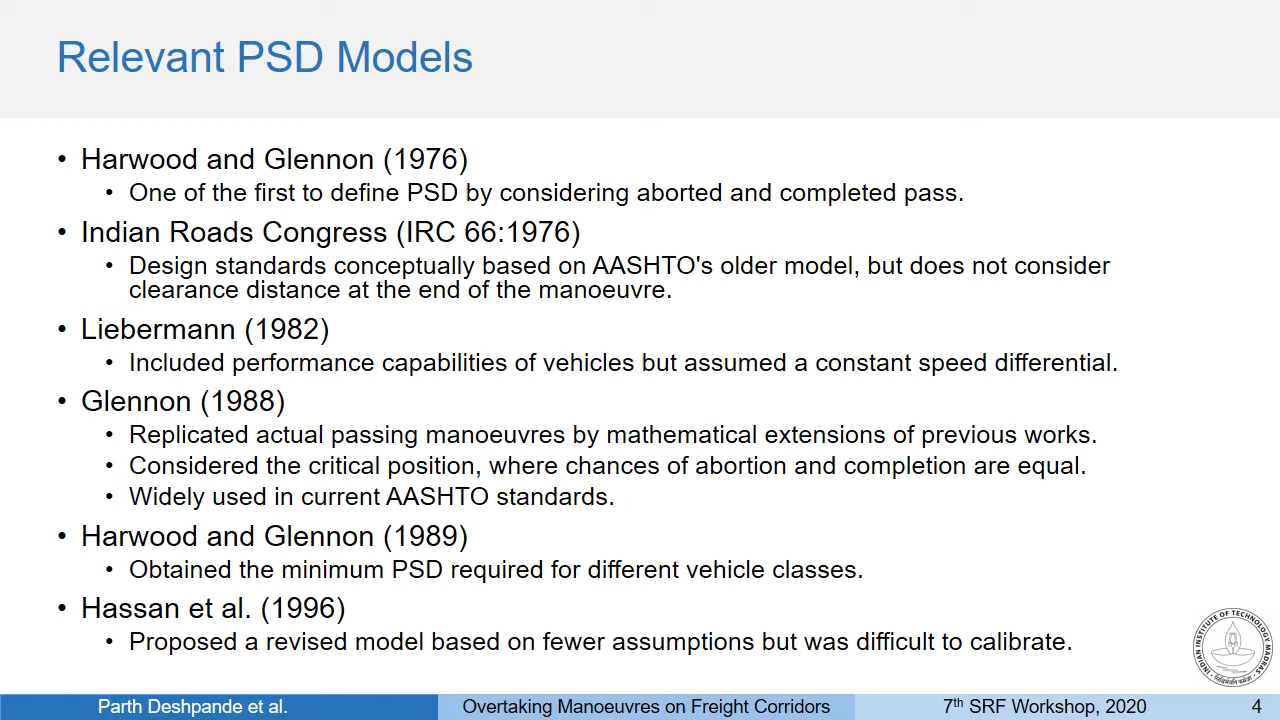 Relevant PSD Models
• Harwood and Glennon (1976)
• One of the first to define PSD by considering aborted and completed pass.
• Indian Roads Congress (IRC 66:1976)
• Design standards conceptually based on AASHTO's older model, but does not consider
clearance distance at the end of the manoeuvre.
• Liebermann (1982)
• Included performance capabilities of vehicles but assumed a constant speed differential.
• Glennon (1988)
• Replicated actual passing manoeuvres by mathematical extensions of previous works.
• Considered the critical position, where chances of abortion and completion are equal.
• Widely used in current AASHTO standards.
• Harwood and Glennon (1989)
• Obtained the minimum PSD required for different vehicle classes.
• Hassan et al. (1996)
• Proposed a revised model based on fewer assumptions but was difficult to calibrate.
INDIAN INSTITUTE OF TECHNOLOGY MADRAS
Parth Deshpande et al.
Overtaking Manoeuvres on Freight Corridors
7th SRF Workshop, 2020
4